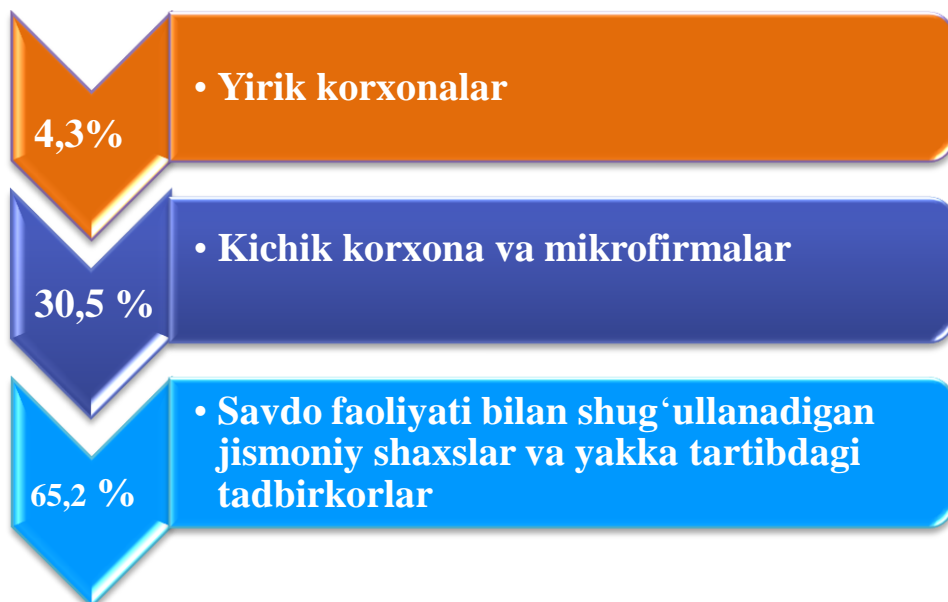 4,3%
• Yirik korxonalar
30,5 %
• Kichik korxona va mikrofirmalar
65,2 %
• Savdo faoliyati bilan shug‘ullanadigan
jismoniy shaxslar va yakka tartibdagi
tadbirkorlar